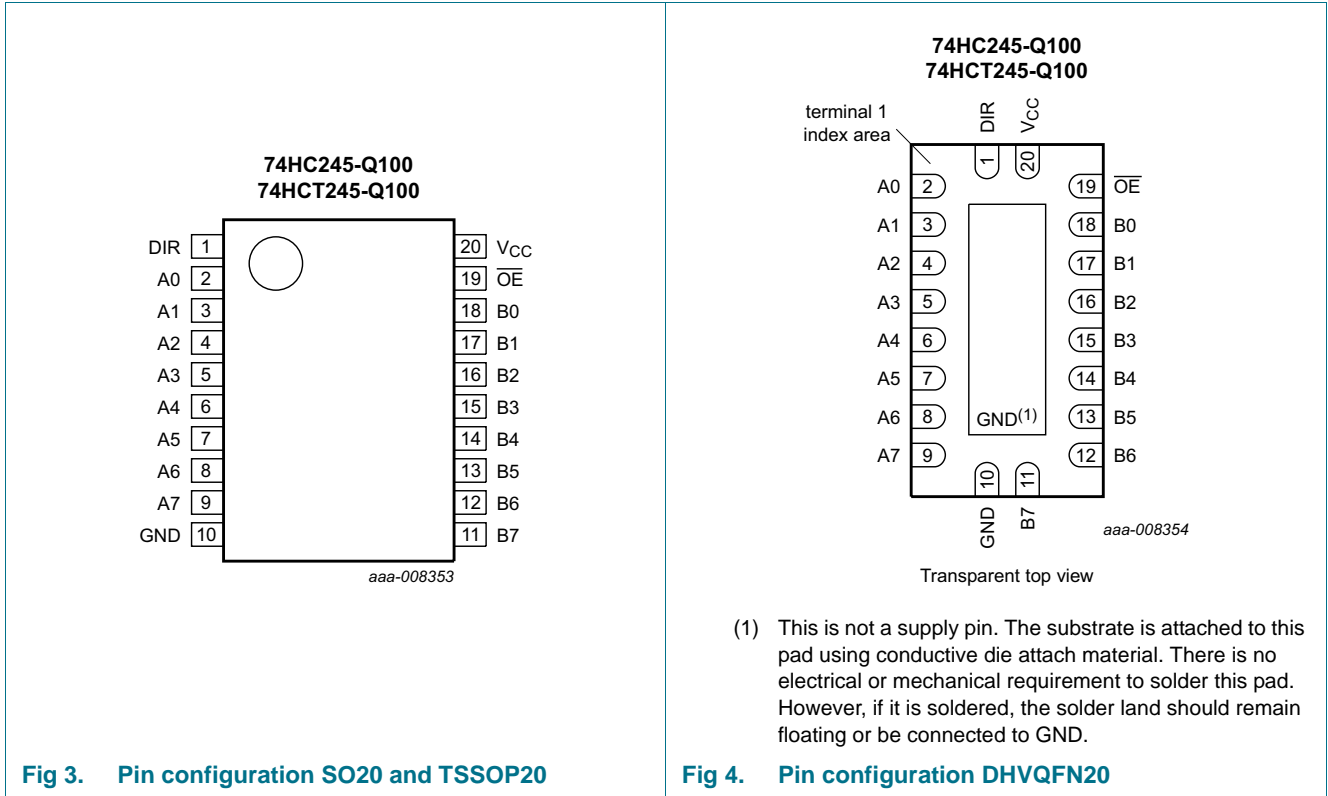 74HC245-Q100
74HCT245-Q100
DIR 1
A0 2
A1 3
A2 4
A3 5
A4 6
A5 7
A6 8
A7 9
GND 10
20 VCC
19 OE
18 B0
17 B1
16 B2
15 B3
14 B4
13 B5
12 B6
11 B7
aaa-008353
Fig 3. Pin configuration SO20 and TSSOP20
74HC245-Q100
74HCT245-Q100
terminal 1
index area
DIR
VCC
1
20
A0 2
A1 3
A2 4
A3 5
A4 6
A5 7
A6 8
A7 9
19 OE
18 B0
17 B1
16 B2
15 B3
14 B4
13 B5
12 B6
GND(1)
10
11
GND
B7
aaa-008354
Transparent top view
(1) This is not a supply pin. The substrate is attached to this
pad using conductive die attach material. There is no
electrical or mechanical requirement to solder this pad.
However, if it is soldered, the solder land should remain
floating or be connected to GND.
Fig 4. Pin configuration DHVQFN20